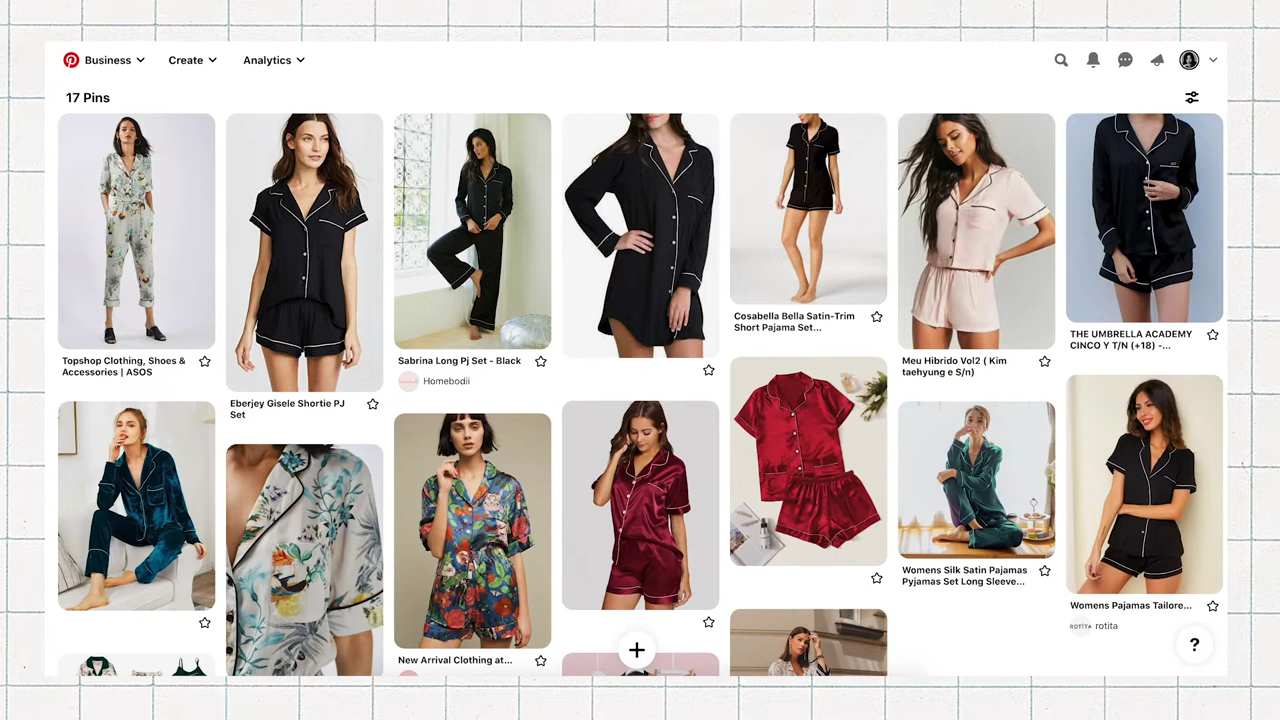 Business
Create
Analytics
17 Pins
Topshop Clothing, Shoes &
Accessories | ASOS
Eberjey Gisele Shortie PJ
Set
Sabrina Long Pj Set - Black
Homebodii
Cosabella Bella Satin-Trim
Short Pajama Set...
Meu Hibrido Vol2 ( Kim
taehyung e S/n)
THE UMBRELLA ACADEMY
CINCO Y T/N (+18) -...
New Arrival Clothing at...
Womens Silk Satin Pajamas
Pyjamas Set Long Sleeve...
Womens Pajamas Tailore...
ROTITA rotita
?